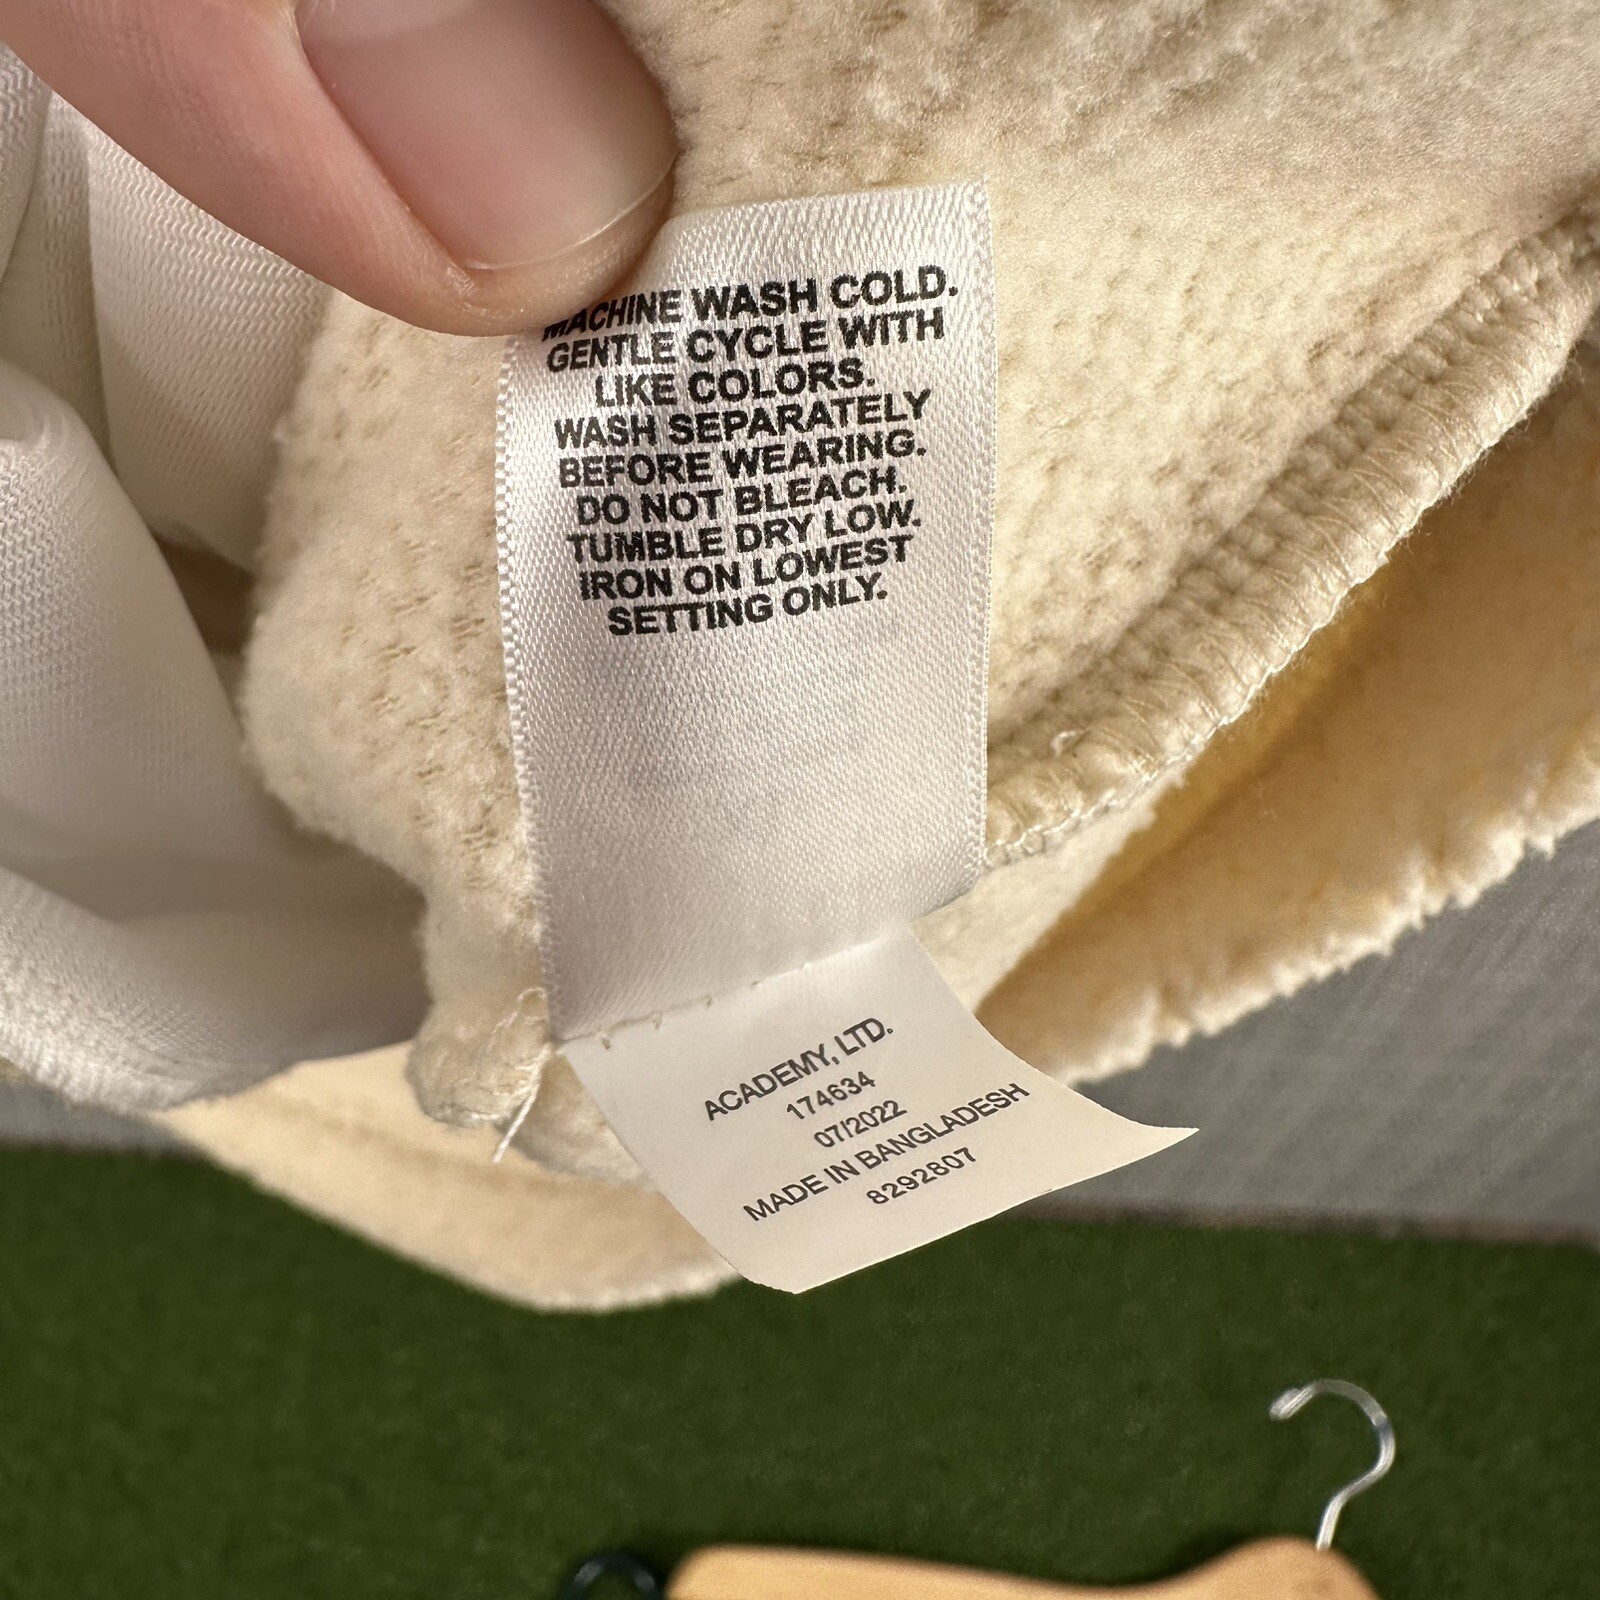 MACHINE WASH COLD.
GENTLE CYCLE WITH
LIKE COLORS.
WASH SEPARATELY
BEFORE WEARING.
DO NOT BLEACH.
TUMBLE DRY LOW.
IRON ON LOWEST
SETTING ONLY.
ACADEMY, LTD.
174634
07/2022
MADE IN BANGLADESH
8292807